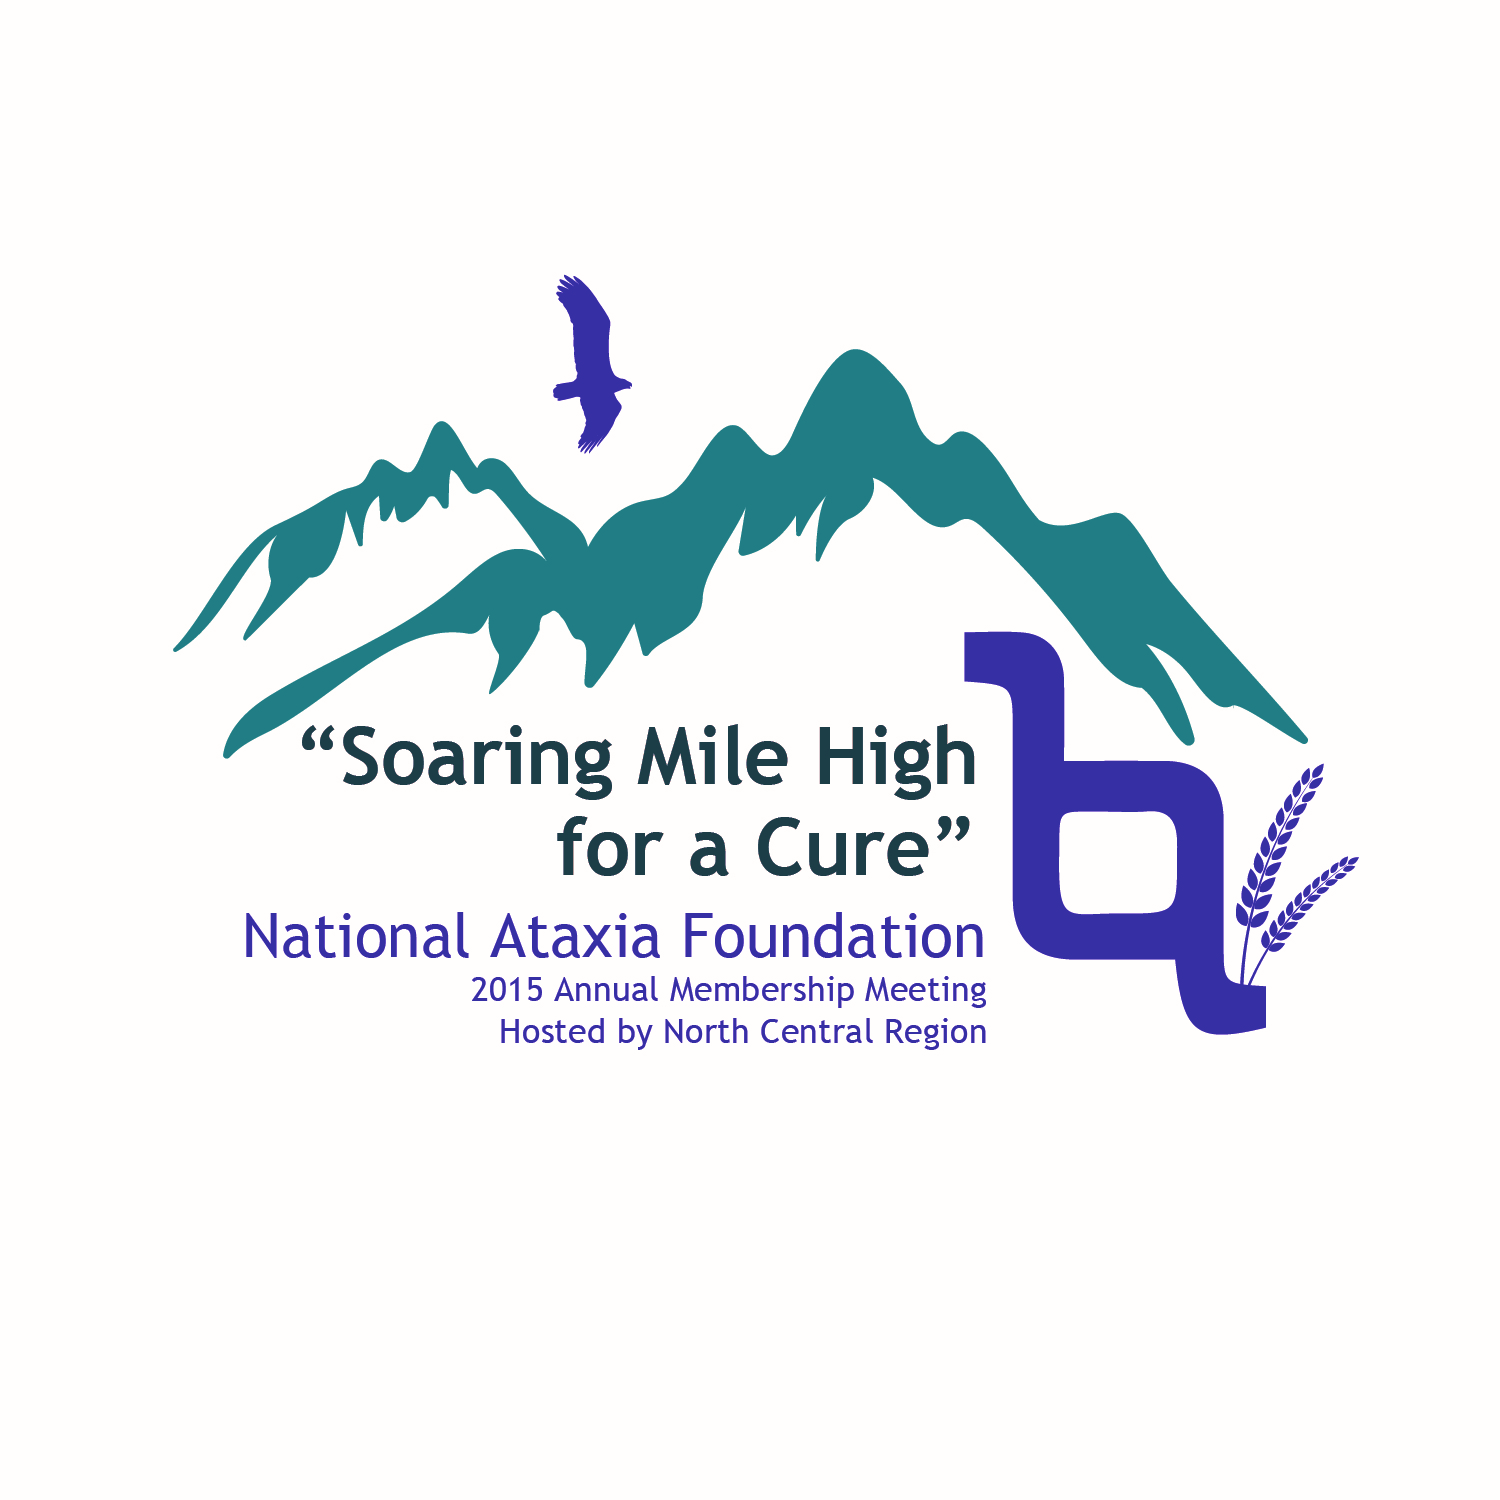 “Soaring Mile High
for a Cure”
National Ataxia Foundation
2015 Annual Membership Meeting
Hosted by North Central Region